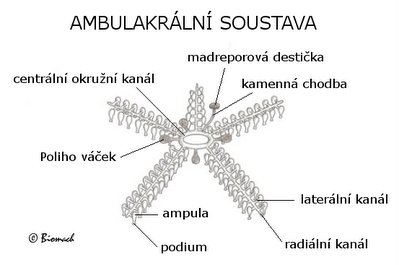 AMBULAKRÁLNÍ SOUSTAVA
madreporová destička
centrální okružní kanál
kamenná chodba
Poliho váček
laterální kanál
ampula
radiální kanál
podium
© Biomach